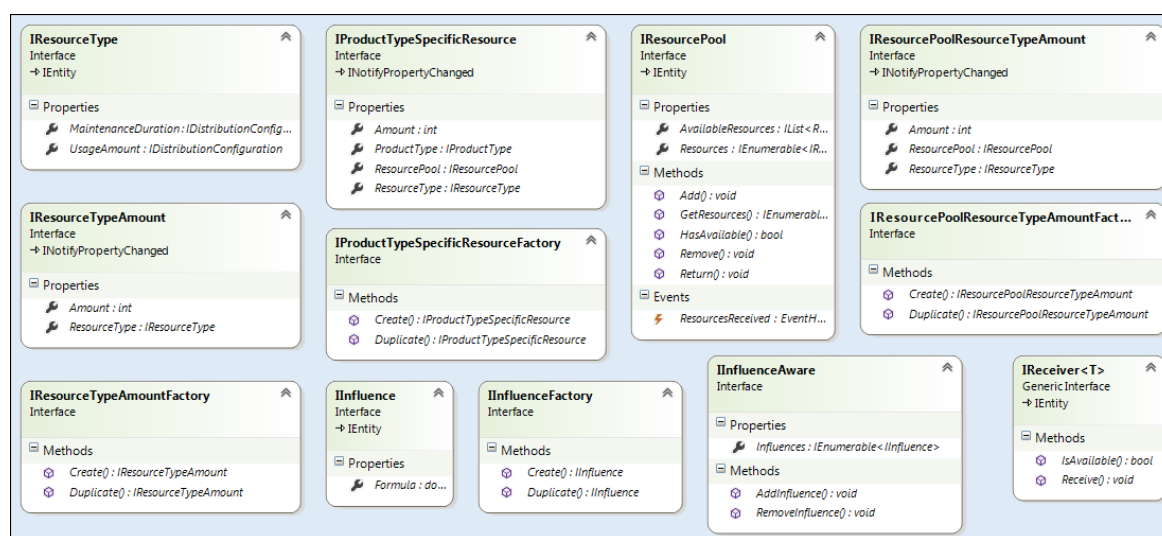 IResourceType
Interface
→ IEntity
Properties
MaintenanceDuration : IDistributionConfig...
UsageAmount : IDistributionConfiguration
IProductTypeSpecificResource
Interface
→ INotifyPropertyChanged
Properties
Amount : int
ProductType : IProductType
ResourcePool : IResourcePool
ResourceType : IResourceType
IResourcePool
Interface
→ IEntity
Properties
AvailableResources : IList<R...
Resources : IEnumerable<IR...
Methods
Add() : void
GetResources() : IEnumerabl...
HasAvailable() : bool
Remove() : void
Return() : void
Events
ResourcesReceived : EventH...
IResourcePoolResourceTypeAmount
Interface
→ INotifyPropertyChanged
Properties
Amount : int
ResourcePool : IResourcePool
ResourceType : IResourceType
IResourceTypeAmount
Interface
→ INotifyPropertyChanged
Properties
Amount : int
ResourceType : IResourceType
IProductTypeSpecificResourceFactory
Interface
Methods
Create() : IProductTypeSpecificResource
Duplicate() : IProductTypeSpecificResource
IResourcePoolResourceTypeAmountFact...
Interface
Methods
Create() : IResourcePoolResourceTypeAmount
Duplicate() : IResourcePoolResourceTypeAmount
IResourceTypeAmountFactory
Interface
Methods
Create() : IResourceTypeAmount
Duplicate() : IResourceTypeAmount
IInfluence
Interface
→ IEntity
Properties
Formula : do...
IInfluenceFactory
Interface
Methods
Create() : IInfluence
Duplicate() : IInfluence
IInfluenceAware
Interface
Properties
Influences : IEnumerable<IInfluence>
Methods
AddInfluence() : void
RemoveInfluence() : void
IReceiver<T>
Generic Interface
→ IEntity
Methods
IsAvailable() : bool
Receive() : void